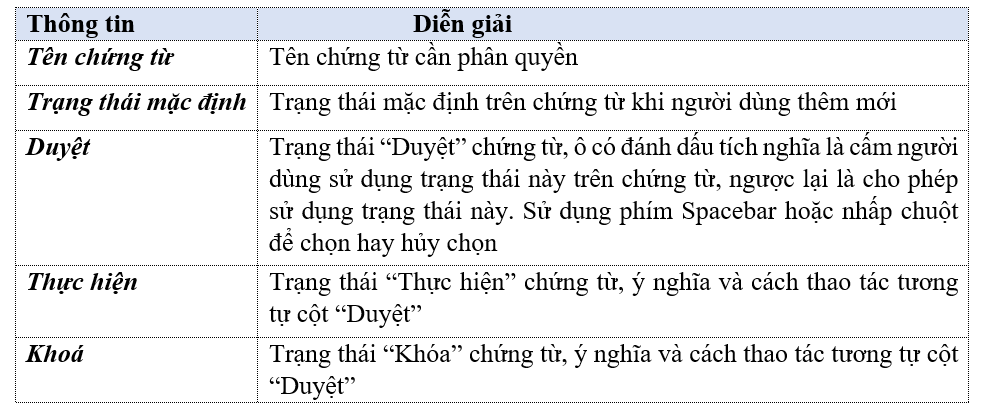 Thông tin Diễn giải
Tên chứng từ Tên chứng từ cần phân quyền
Trạng thái mặc định Trạng thái mặc định trên chứng từ khi người dùng thêm mới
Duyệt Trạng thái “Duyệt” chứng từ, ô có đánh dấu tích nghĩa là cấm người
dùng sử dụng trạng thái này trên chứng từ, ngược lại là cho phép
sử dụng trạng thái này. Sử dụng phím Spacebar hoặc nhấp chuột
để chọn hay hủy chọn
Thực hiện Trạng thái “Thực hiện” chứng từ, ý nghĩa và cách thao tác tương
tự cột “Duyệt”
Khoá Trạng thái “Khóa” chứng từ, ý nghĩa và cách thao tác tương tự cột
“Duyệt”